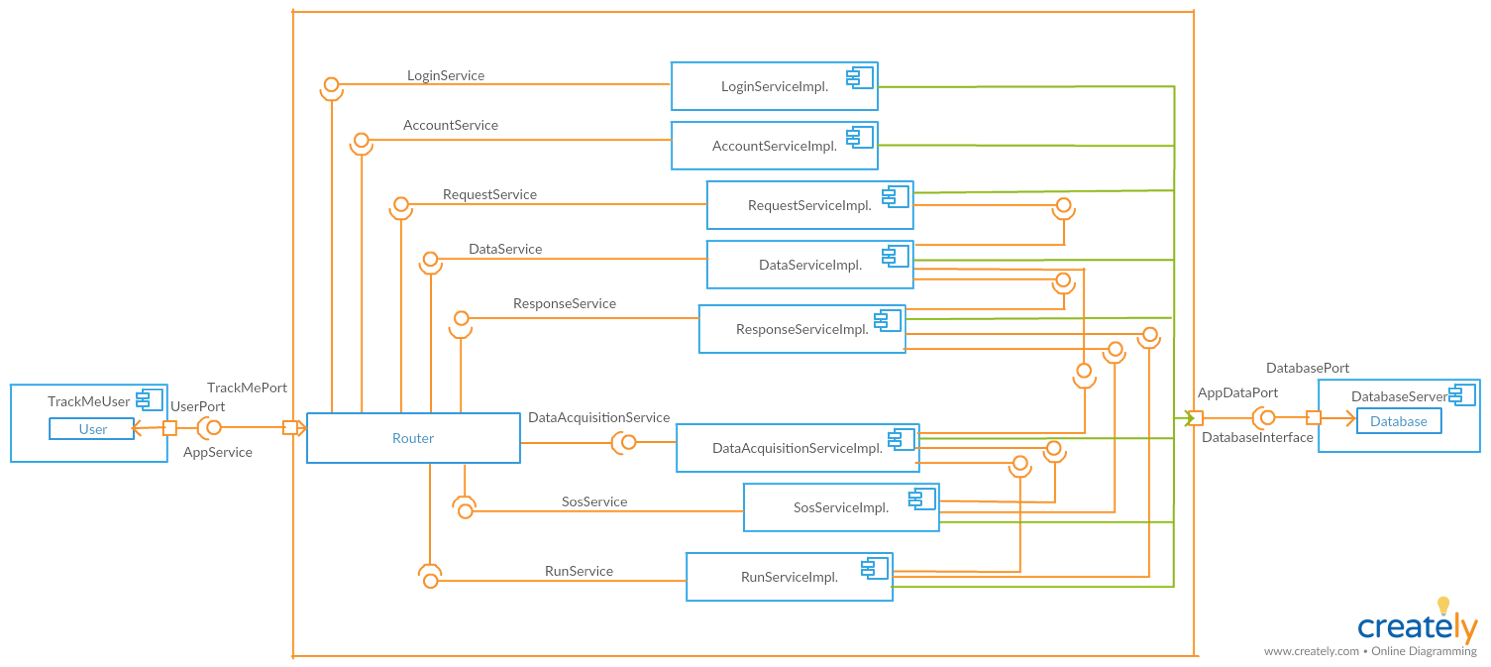 LoginService
LoginServiceImpl.
AccountService
AccountServiceImpl.
RequestService
RequestServiceImpl.
DataService
DataServiceImpl.
ResponseService
ResponseServiceImpl.
TrackMeUser
User
UserPort
AppService
TrackMePort
Router
DataAcquisitionService
DataAcquisitionServiceImpl.
AppDataPort
DatabaseInterface
DatabasePort
DatabaseServer
Database
SosService
SosServiceImpl.
RunService
RunServiceImpl.
creately
www.creately.com • Online Diagramming